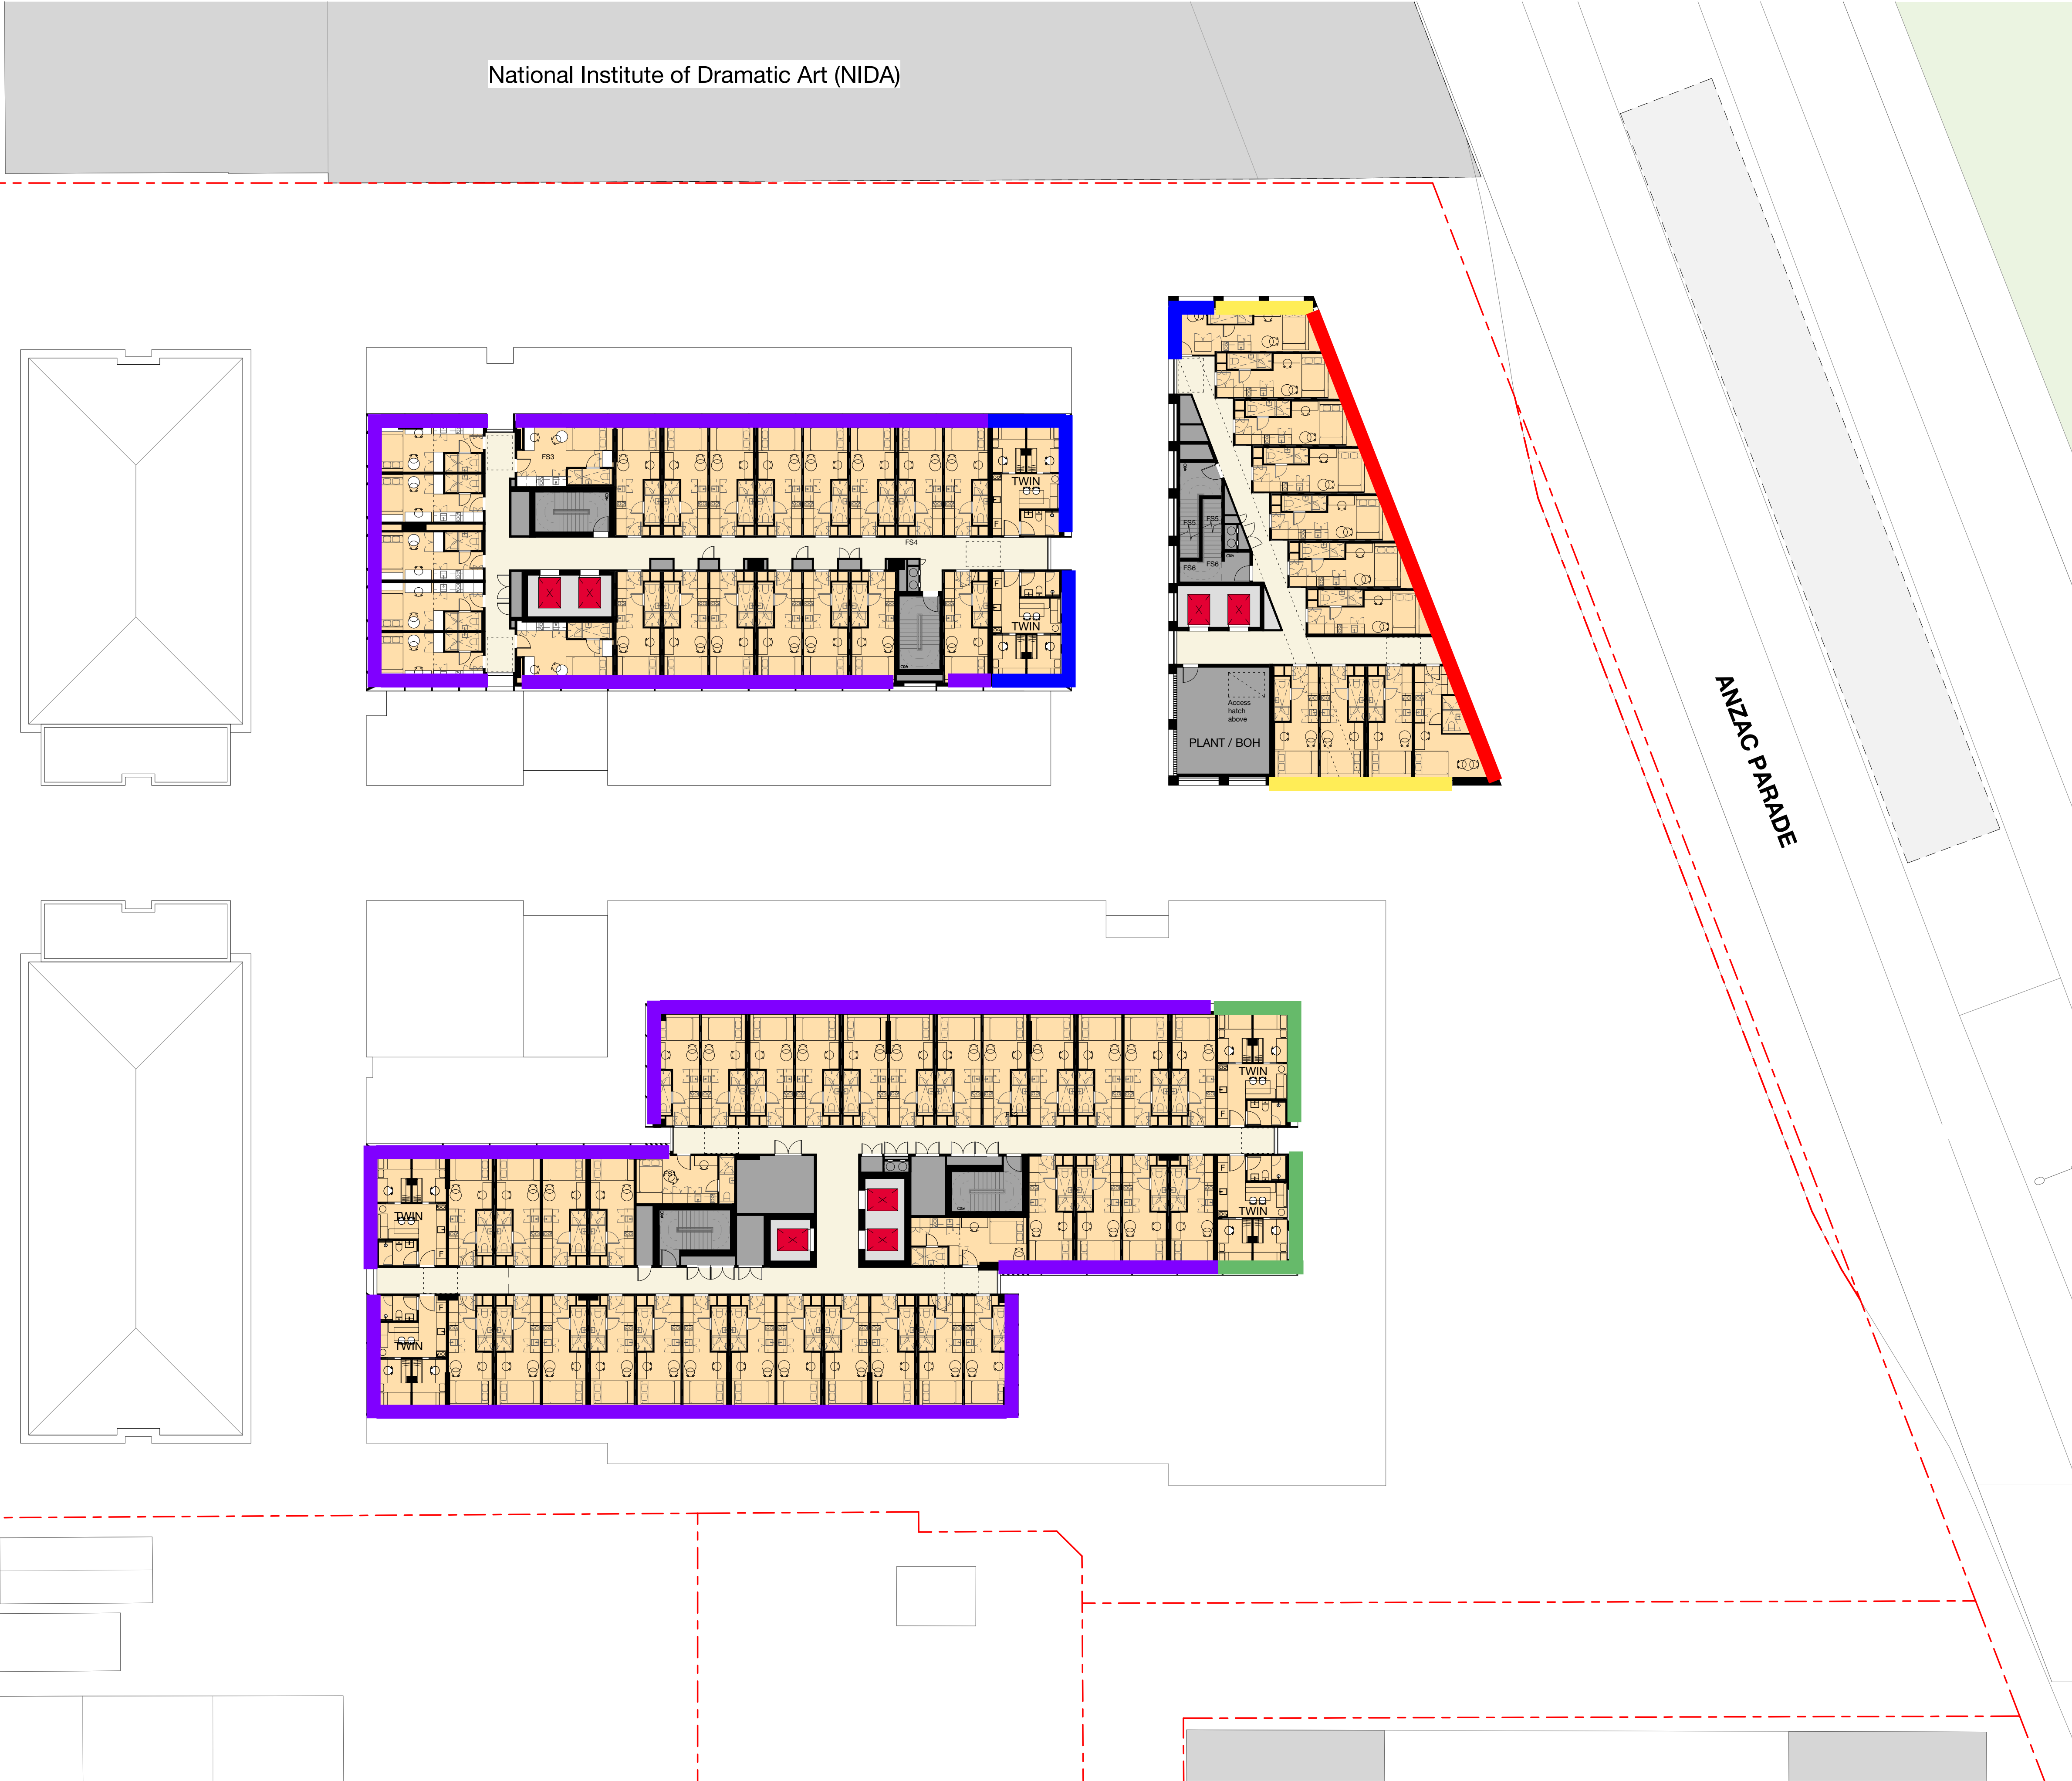 National Institute of Dramatic Art (NIDA)
FS3
TWIN
F
FS4
F
TWIN
FS5
FS5
FS6
FS6
Access
hatch
above
PLANT / BOH
ANZAC PARADE
TWIN
F
F
TWIN
FS1
TWIN
F
F
TWIN